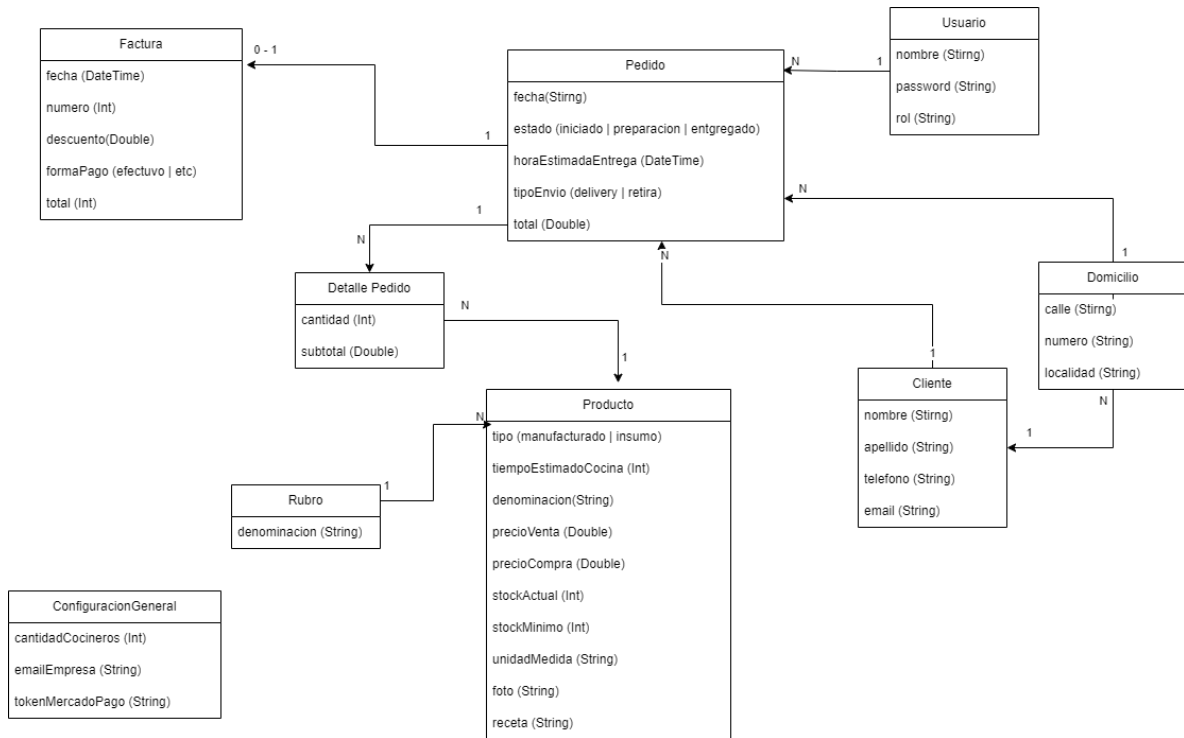 Factura
fecha (DateTime)
numero (Int)
descuento(Double)
formaPago (efectuvo | etc)
total (Int)
0 - 1
1
Pedido
fecha(Stirng)
estado (iniciado | preparacion | entgregado)
horaEstimadaEntrega (DateTime)
tipoEnvio (delivery | retira)
total (Double)
N
1
Usuario
nombre (Stirng)
password (String)
rol (String)
1
N
Detalle Pedido
cantidad (Int)
subtotal (Double)
N
1
N
1
Domicilio
calle (Stirng)
numero (String)
localidad (String)
N
1
N
1
Cliente
nombre (Stirng)
apellido (String)
telefono (String)
email (String)
Producto
tipo (manufacturado | insumo)
tiempoEstimadoCocina (Int)
denominacion(String)
precioVenta (Double)
precioCompra (Double)
stockActual (Int)
stockMinimo (Int)
unidadMedida (String)
foto (String)
receta (String)
N
1
Rubro
denominacion (String)
ConfiguracionGeneral
cantidadCocineros (Int)
emailEmpresa (String)
tokenMercadoPago (String)